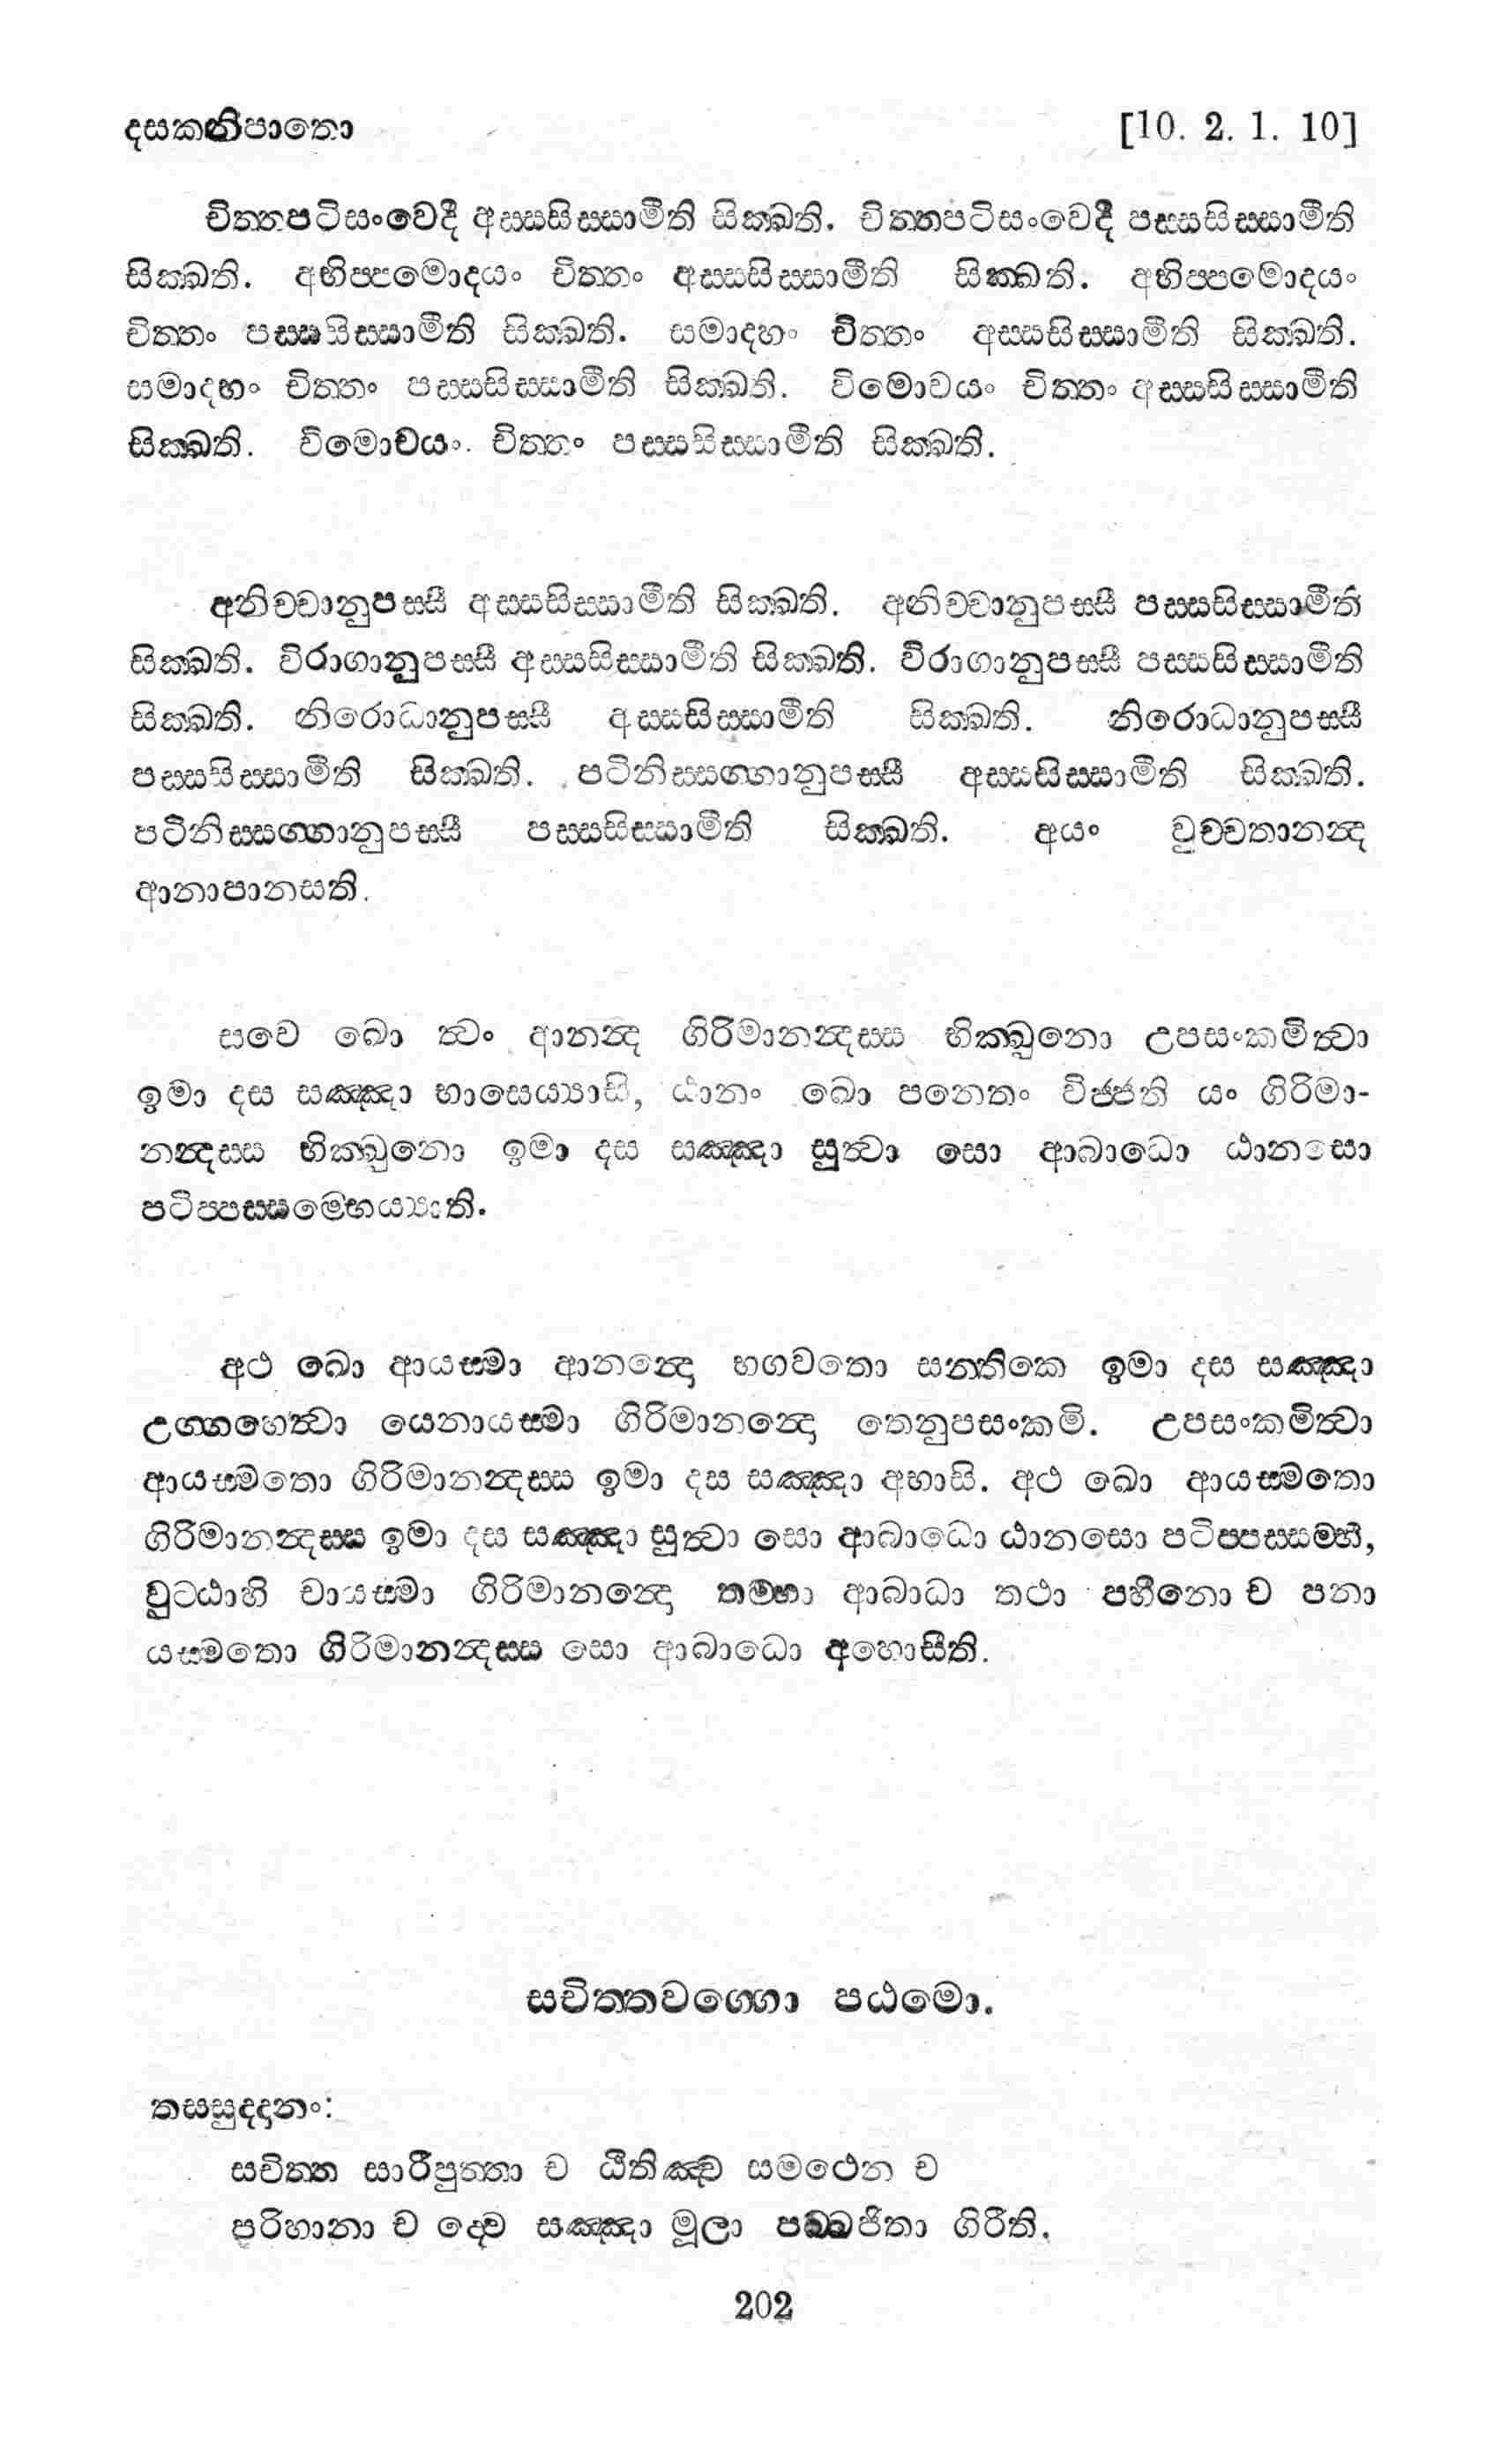 දසකනිපාතො [10. 2. 1. 10]
චිත්තපටිසංවෙදී අස්සසිස්සාමීති සික්ඛති. චිත්තපටිසංවෙදී පස්සසිස්සාමීති
සික්ඛති. අභිප්පමොදයං චිත්තං අස්සසිස්සාමීති සික්ඛති. අභිප්පමොදයං
චිත්තං පස්සසිස්සාමීති සික්ඛති. සමාදහං චිත්තං අස්සසිස්සාමීති සික්ඛති.
සමාදහං චිත්තං පස්සසිස්සාමීති සික්ඛති. විමොචයං චිත්තං අස්සසිස්සාමීති
සික්ඛති. විමොචයං චිත්තං පස්සසිස්සාමීති සික්ඛති.
අනිච්චානුපස්සී අස්සසිස්සාමීති සික්ඛති. අනිච්චානුපස්සී පස්සසිස්සාමීති
සික්ඛති. විරාගානුපස්සී අස්සසිස්සාමීති සික්ඛති. විරාගානුපස්සී පස්සසිස්සාමීති
සික්ඛති. නිරොධානුපස්සී අස්සසිස්සාමීති සික්ඛති. නිරොධානුපස්සී
පස්සසිස්සාමීති සික්ඛති. පටිනිස්සග්ගානුපස්සී අස්සසිස්සාමීති සික්ඛති.
පටිනිස්සග්ගානුපස්සී පස්සසිස්සාමීති සික්ඛති. අයං වුච්චතානන්ද
ආනාපානසති.
සචෙ ඛො ත්වං ආනන්ද ගිරිමානන්දස්ස භික්ඛුනො උපසංකමිත්වා
ඉමා දස සඤ්ඤා භාසෙය්‍යාසි, ඨානං ඛො පනෙතං විජ්ජති යං ගිරිමා-
නන්දස්ස භික්ඛුනො ඉමා දස සඤ්ඤා සුත්වා සො ආබාධො ඨානසො
පටිප්පස්සම්භෙය්‍යාති.
අථ ඛො ආයස්මා ආනන්දො භගවතො සන්තිකෙ ඉමා දස සඤ්ඤා
උග්ගහෙත්වා යෙනායස්මා ගිරිමානන්දො තෙනුපසංකමි. උපසංකමිත්වා
ආයස්මතො ගිරිමානන්දස්ස ඉමා දස සඤ්ඤා අභාසි. අථ ඛො ආයස්මතො
ගිරිමානන්දස්ස ඉමා දස සඤ්ඤා සුත්වා සො ආබාධො ඨානසො පටිප්පස්සම්භි,
වුට්ඨාහි චායස්මා ගිරිමානන්දො තම්හා ආබාධා තථා පහීනො ච පනා
යස්මතො ගිරිමානන්දස්ස සො ආබාධො අහොසීති.
සචිත්තවග්ගො පඨමො.
තස්සුද්දානං:
සචිත්ත සාරීපුත්තා ච ඨිතිඤ්ච සමථෙන ච
පරිහානා ච ද්වෙ සඤ්ඤා මූලා පබ්බජිතා ගිරීති.
202